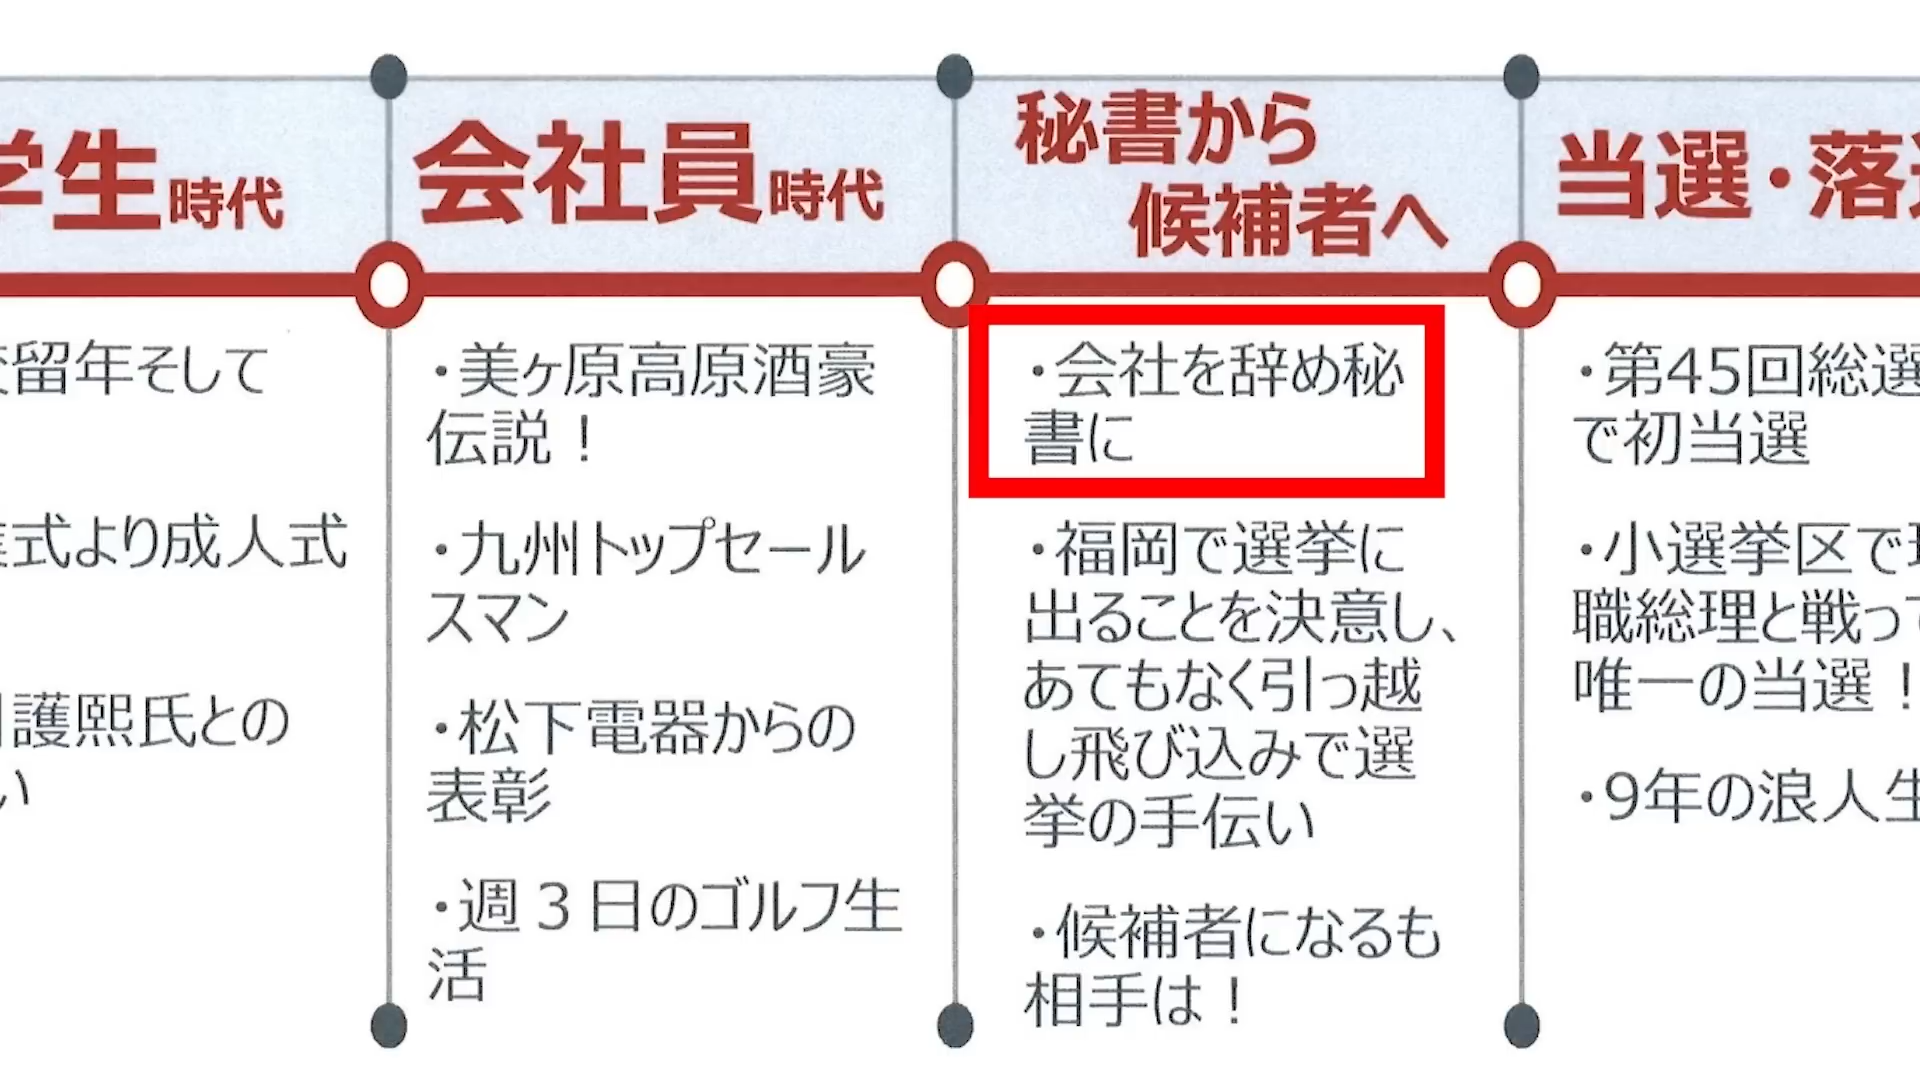 学生時代
留年そして
式より成人式
護熙氏との
い
会社員時代
・美ヶ原高原酒豪
伝説！
・九州トップセール
スマン
・松下電器からの
表彰
・週３日のゴルフ生
活
秘書から
候補者へ
・会社を辞め秘
書に
・福岡で選挙に
出ることを決意し、
あてもなく引っ越
し飛び込みで選
挙の手伝い
・候補者になるも
相手は！
当選・落
・第45回総選
で初当選
・小選挙区で
職総理と戦って
唯一の当選！
・9年の浪人生